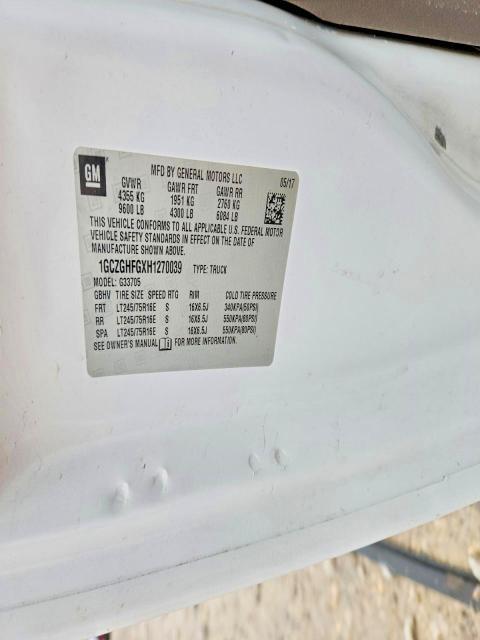 GM
MFD BY GENERAL MOTORS LLC 05/17
GVWR GAWR FRT GAWR RR
4355 KG 1951 KG 2760 KG
9600 LB 4300 LB 6084 LB
THIS VEHICLE CONFORMS TO ALL APPLICABLE U.S. FEDERAL MOTOR
VEHICLE SAFETY STANDARDS IN EFFECT ON THE DATE OF
MANUFACTURE SHOWN ABOVE.
1GCZGHFGXH1270039 TYPE: TRUCK
MODEL: G33705
GBHV TIRE SIZE SPEED RTG RIM COLD TIRE PRESSURE
FRT LT245/75R16E S 16X6.5J 340KPA(50PSI)
RR LT245/75R16E S 16X6.5J 550KPA(80PSI)
SPA LT245/75R16E S 16X6.5J 550KPA(80PSI)
SEE OWNER'S MANUAL FOR MORE INFORMATION.